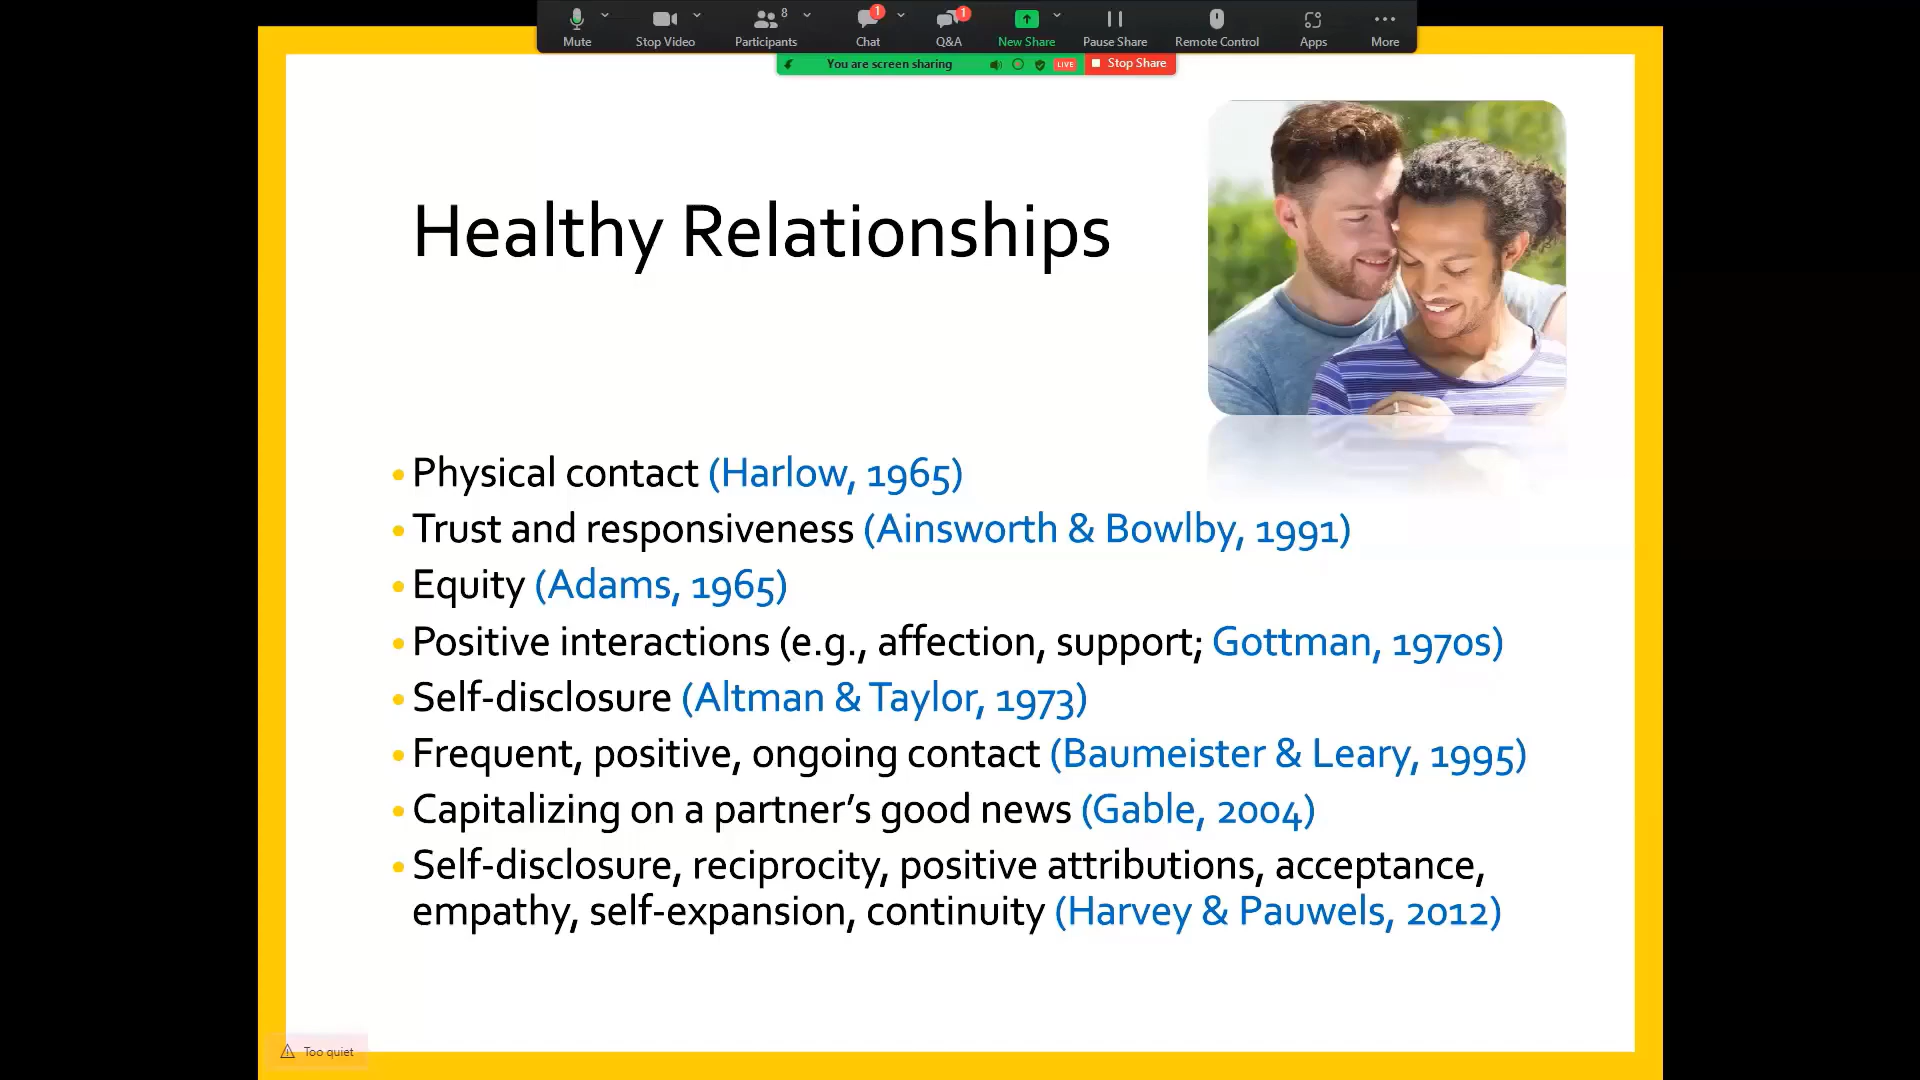 8 1 1
Mute Stop Video Participants Chat Q&A New Share Pause Share Remote Control Apps More
You are screen sharing LIVE Stop Share
Healthy Relationships
• Physical contact (Harlow, 1965)
• Trust and responsiveness (Ainsworth & Bowlby, 1991)
• Equity (Adams, 1965)
• Positive interactions (e.g., affection, support; Gottman, 1970s)
• Self-disclosure (Altman & Taylor, 1973)
• Frequent, positive, ongoing contact (Baumeister & Leary, 1995)
• Capitalizing on a partner’s good news (Gable, 2004)
• Self-disclosure, reciprocity, positive attributions, acceptance,
empathy, self-expansion, continuity (Harvey & Pauwels, 2012)
Too quiet